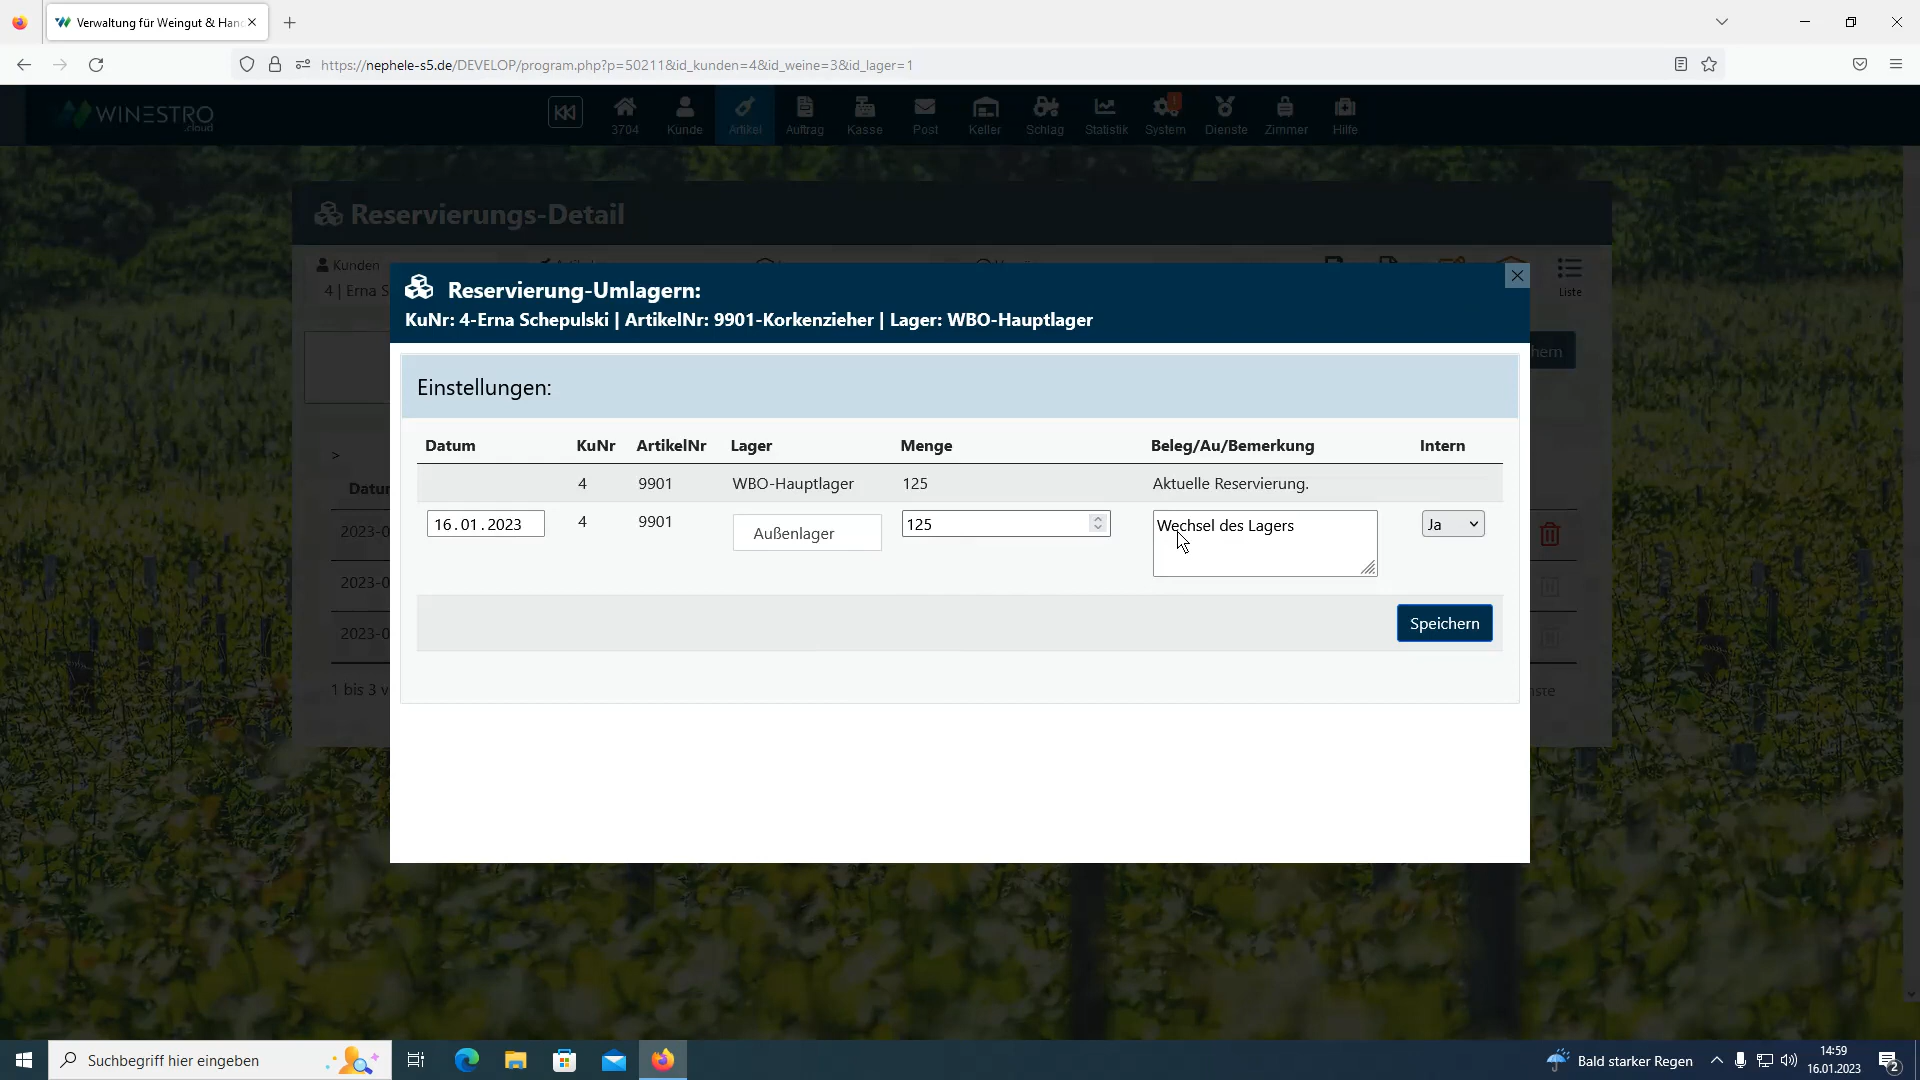 Verwaltung für Weingut & Han
https://nephele-s5.de/DEVELOP/program.php?p=50211&id_kunden=4&id_weine=3&id_lager=1
WINESTRO
.cloud
3704
Kunde
Artikel
Auftrag
Kasse
Post
Keller
Schlag
Statistik
System
Dienste
Zimmer
Hilfe
Reservierungs-Detail
Kunden
4 | Erna S
Liste
Reservierung-Umlagern:
KuNr: 4-Erna Schepulski | ArtikelNr: 9901-Korkenzieher | Lager: WBO-Hauptlager
hern
Einstellungen:
Datum KuNr ArtikelNr Lager Menge Beleg/Au/Bemerkung Intern
>
4 9901 WBO-Hauptlager 125 Aktuelle Reservierung.
Datu
16.01.2023 4 9901 Außenlager 125 Wechsel des Lagers Ja
2023-0
2023-0
Speichern
2023-0
1 bis 3 v
Suchbegriff hier eingeben
Bald starker Regen
14:59
16.01.2023
2